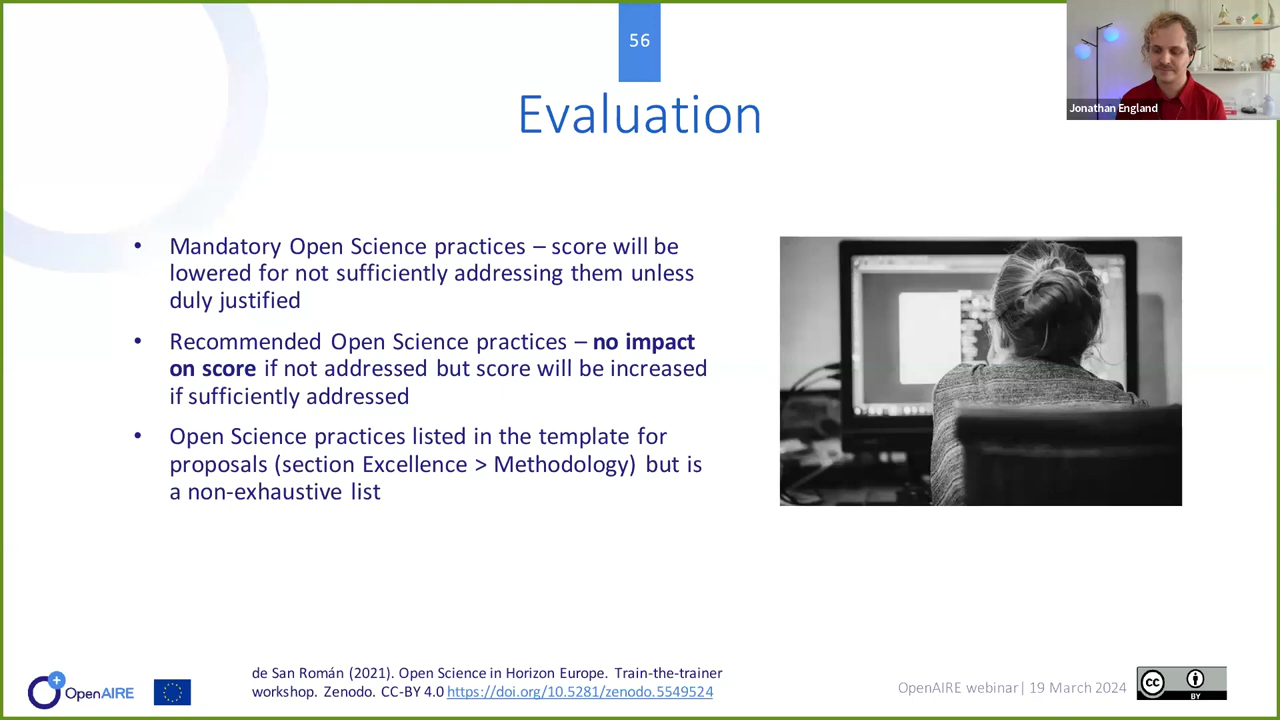 56
Jonathan England
Evaluation
• Mandatory Open Science practices – score will be
lowered for not sufficiently addressing them unless
duly justified
• Recommended Open Science practices – no impact
on score if not addressed but score will be increased
if sufficiently addressed
• Open Science practices listed in the template for
proposals (section Excellence > Methodology) but is
a non-exhaustive list
OpenAIRE
de San Román (2021). Open Science in Horizon Europe. Train-the-trainer
workshop. Zenodo. CC-BY 4.0 https://doi.org/10.5281/zenodo.5549524
OpenAIRE webinar| 19 March 2024
CC
BY